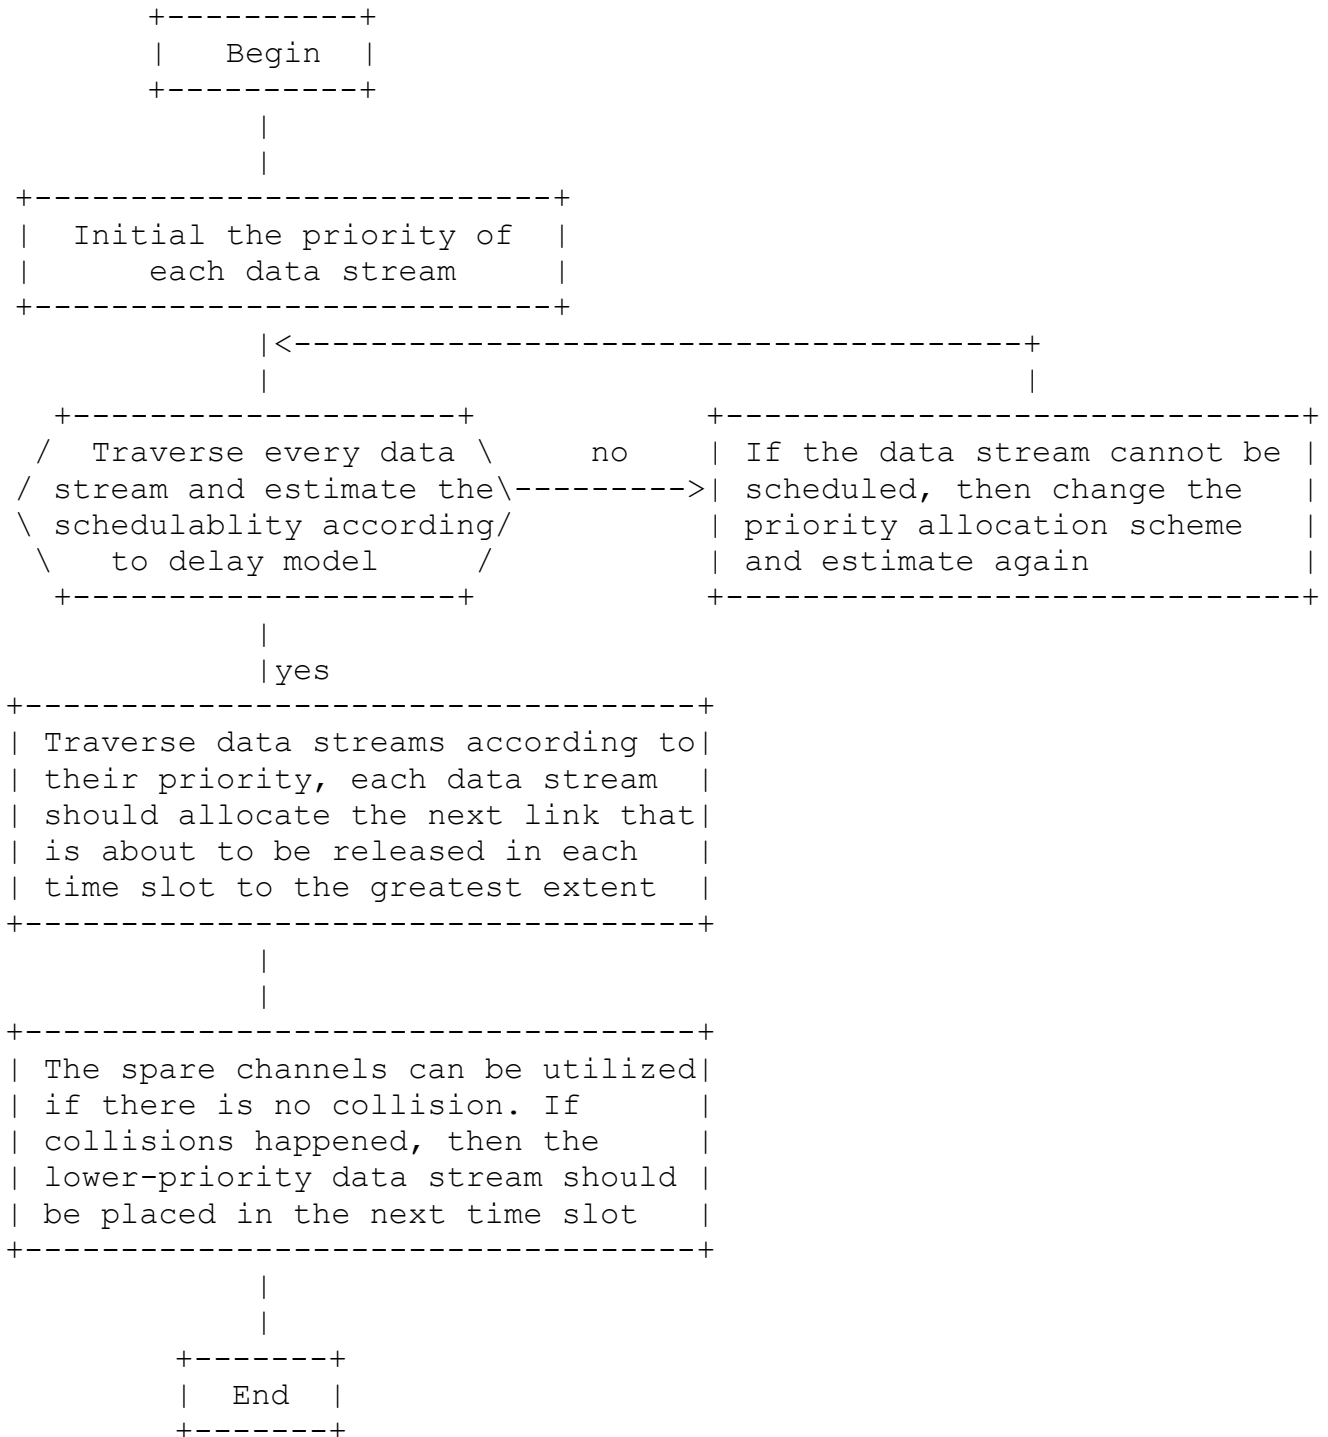 Begin
Initial the priority of
each data stream
Traverse every data
stream and estimate the
schedulablity according
to delay model
no
If the data stream cannot be
scheduled, then change the
priority allocation scheme
and estimate again
yes
Traverse data streams according to
their priority, each data stream
should allocate the next link that
is about to be released in each
time slot to the greatest extent
The spare channels can be utilized
if there is no collision. If
collisions happened, then the
lower-priority data stream should
be placed in the next time slot
End